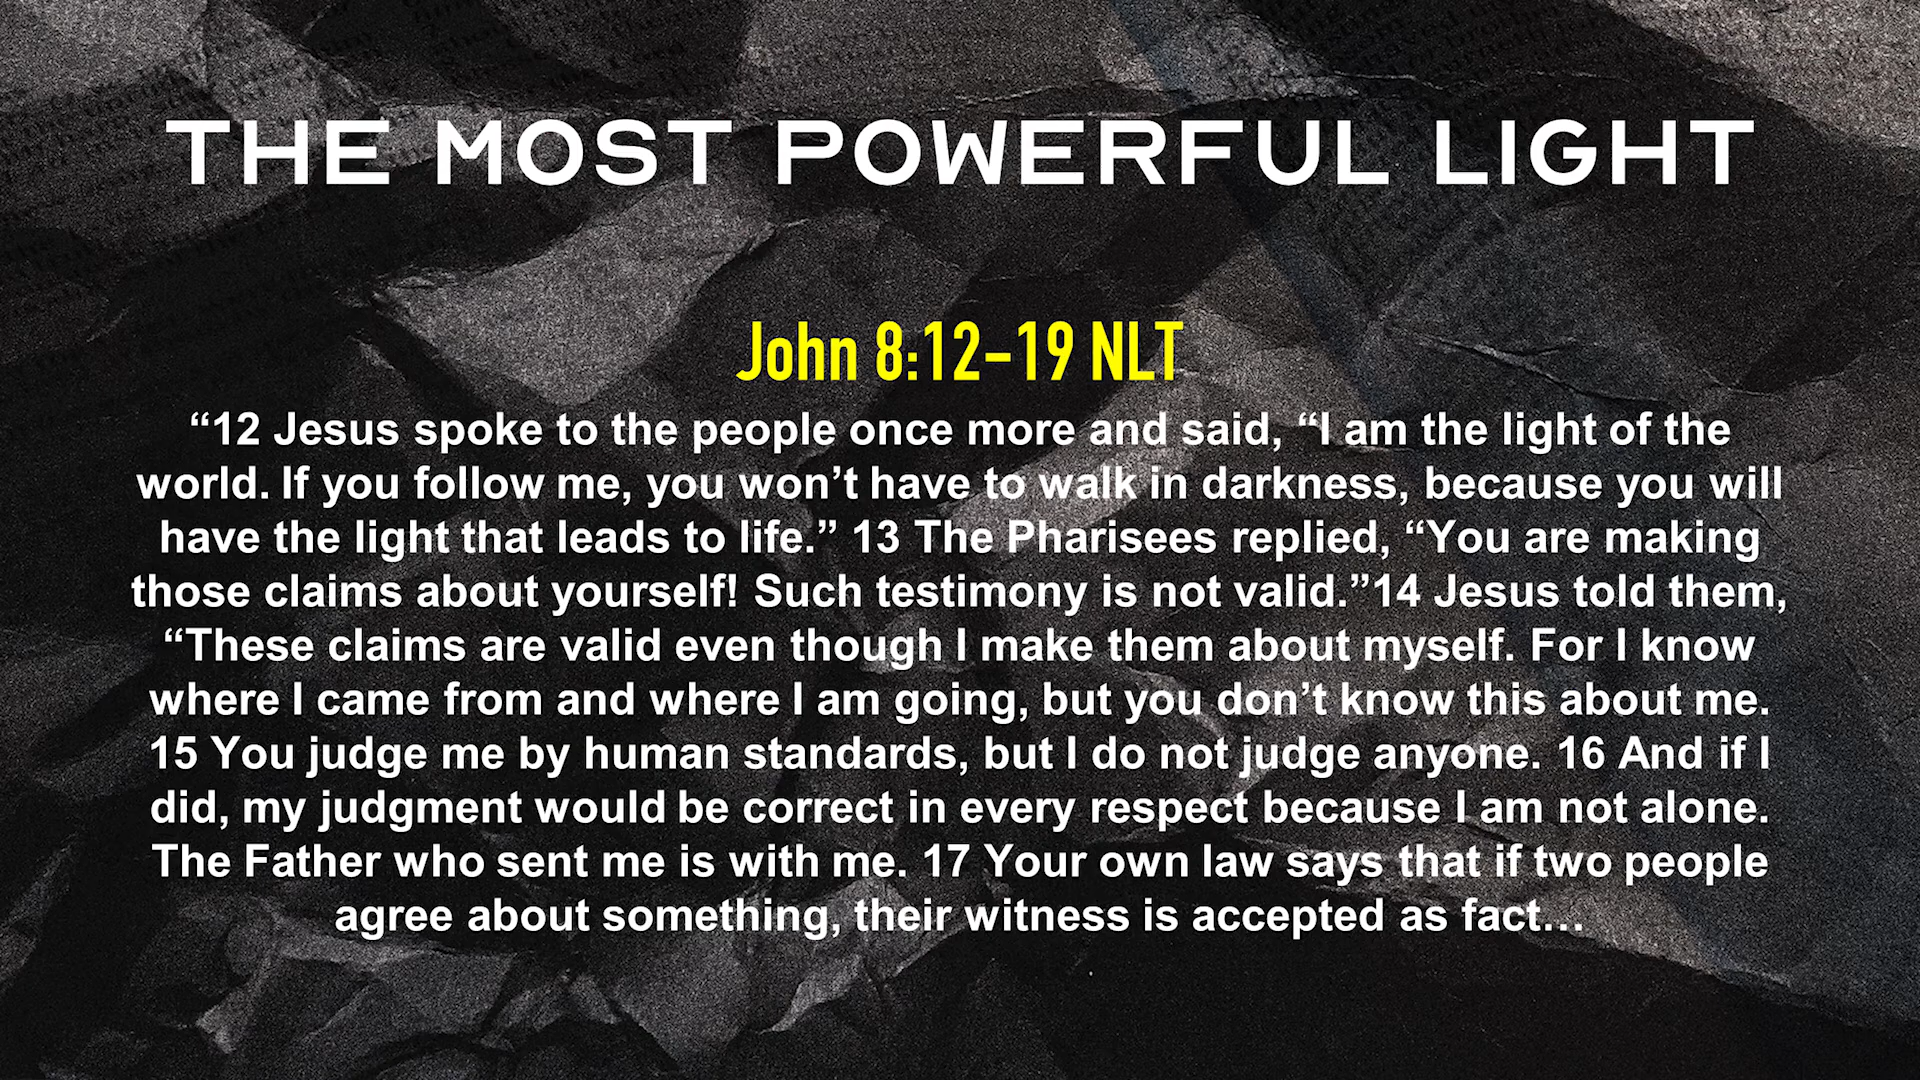 THE MOST POWERFUL LIGHT
John 8:12-19 NLT
“12 Jesus spoke to the people once more and said, “I am the light of the
world. If you follow me, you won’t have to walk in darkness, because you will
have the light that leads to life.” 13 The Pharisees replied, “You are making
those claims about yourself! Such testimony is not valid.”14 Jesus told them,
“These claims are valid even though I make them about myself. For I know
where I came from and where I am going, but you don’t know this about me.
15 You judge me by human standards, but I do not judge anyone. 16 And if I
did, my judgment would be correct in every respect because I am not alone.
The Father who sent me is with me. 17 Your own law says that if two people
agree about something, their witness is accepted as fact…